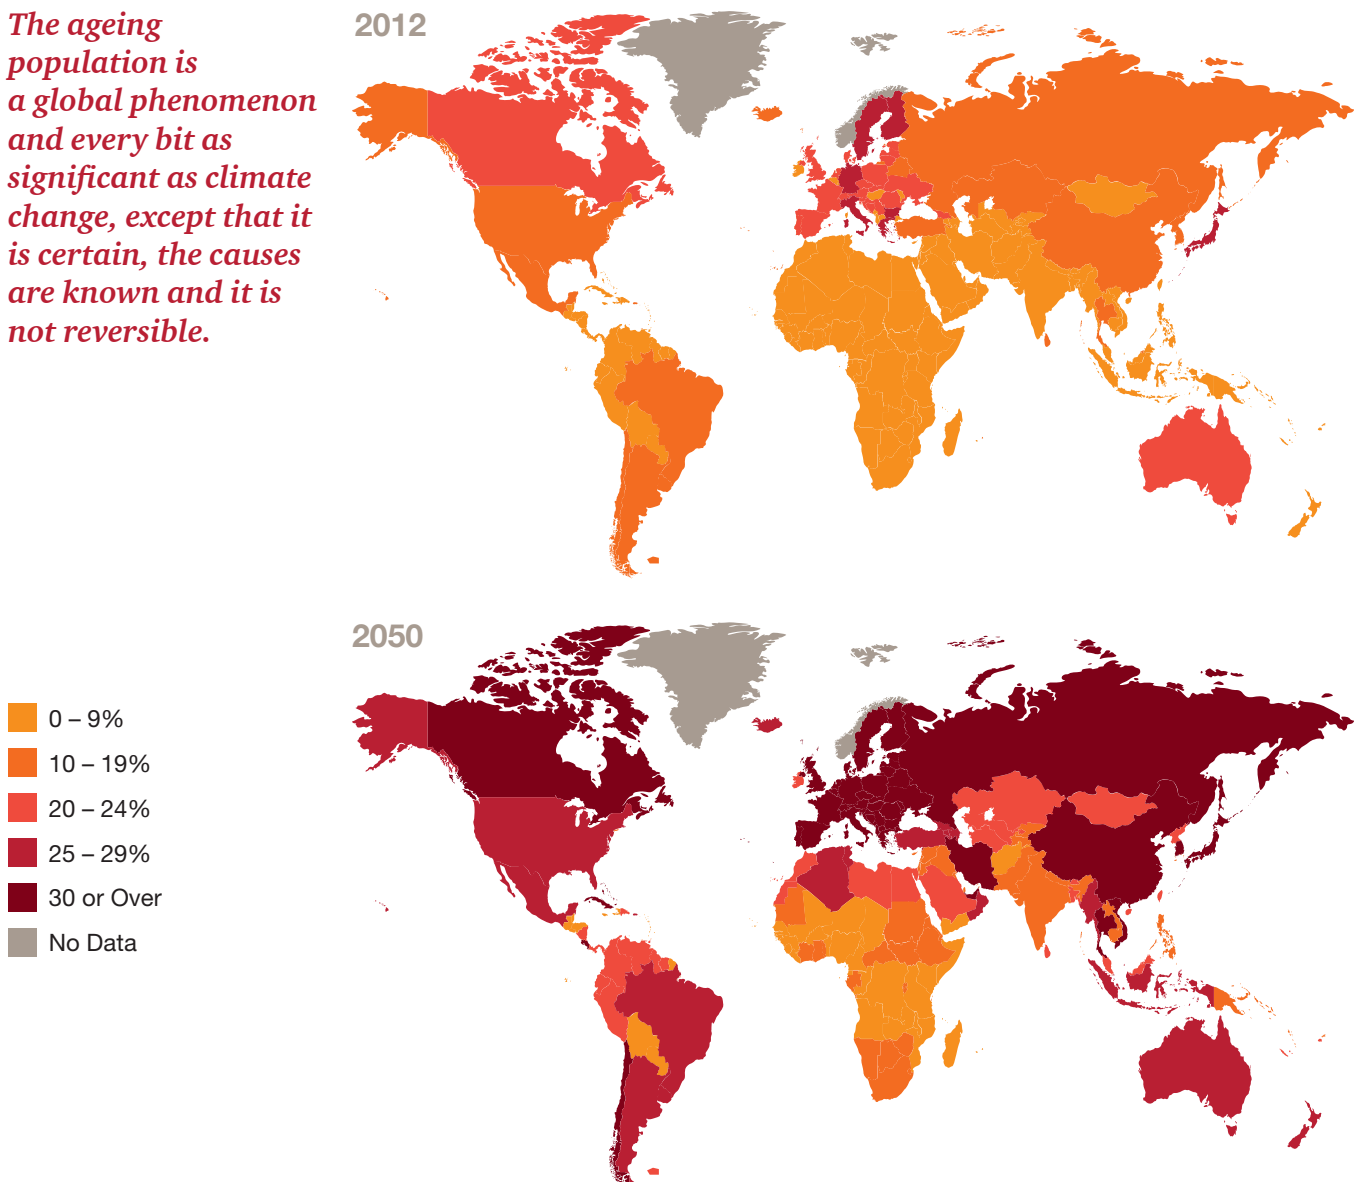 The ageing
population is
a global phenomenon
and every bit as
significant as climate
change, except that it
is certain, the causes
are known and it is
not reversible.
2012
2050
0 – 9%
10 – 19%
20 – 24%
25 – 29%
30 or Over
No Data